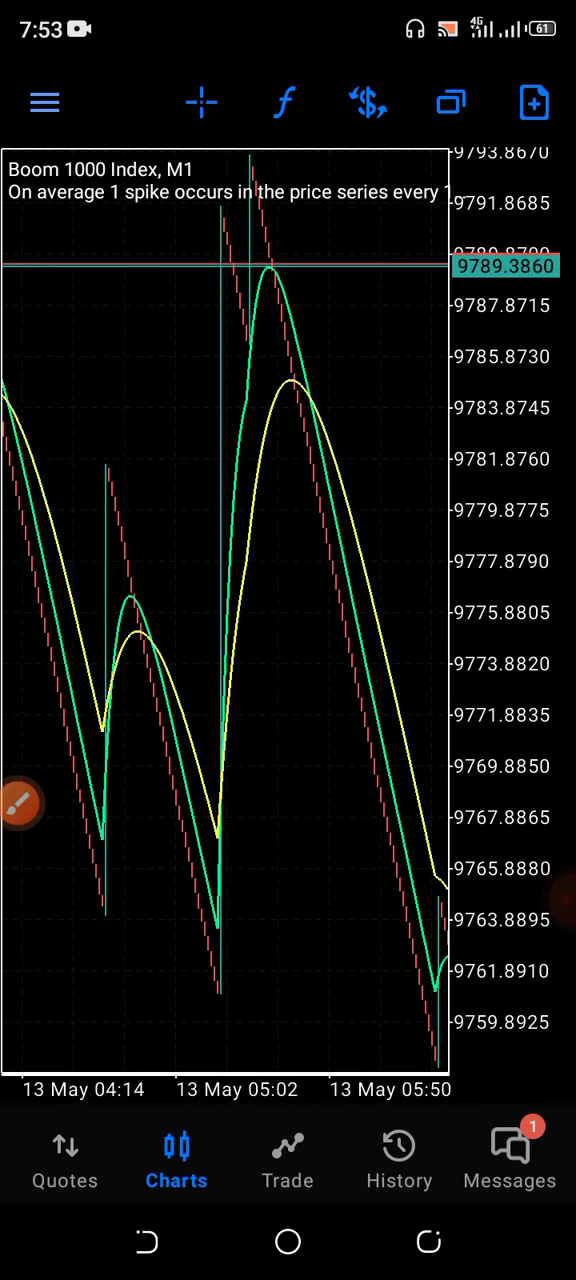 7:53
4G
61
Boom 1000 Index, M1
On average 1 spike occurs in the price series every
9793.8670
9791.8685
9789.3860
9787.8715
9785.8730
9783.8745
9781.8760
9779.8775
9777.8790
9775.8805
9773.8820
9771.8835
9769.8850
9767.8865
9765.8880
9763.8895
9761.8910
9759.8925
13 May 04:14
13 May 05:02
13 May 05:50
1
Quotes
Charts
Trade
History
Messages